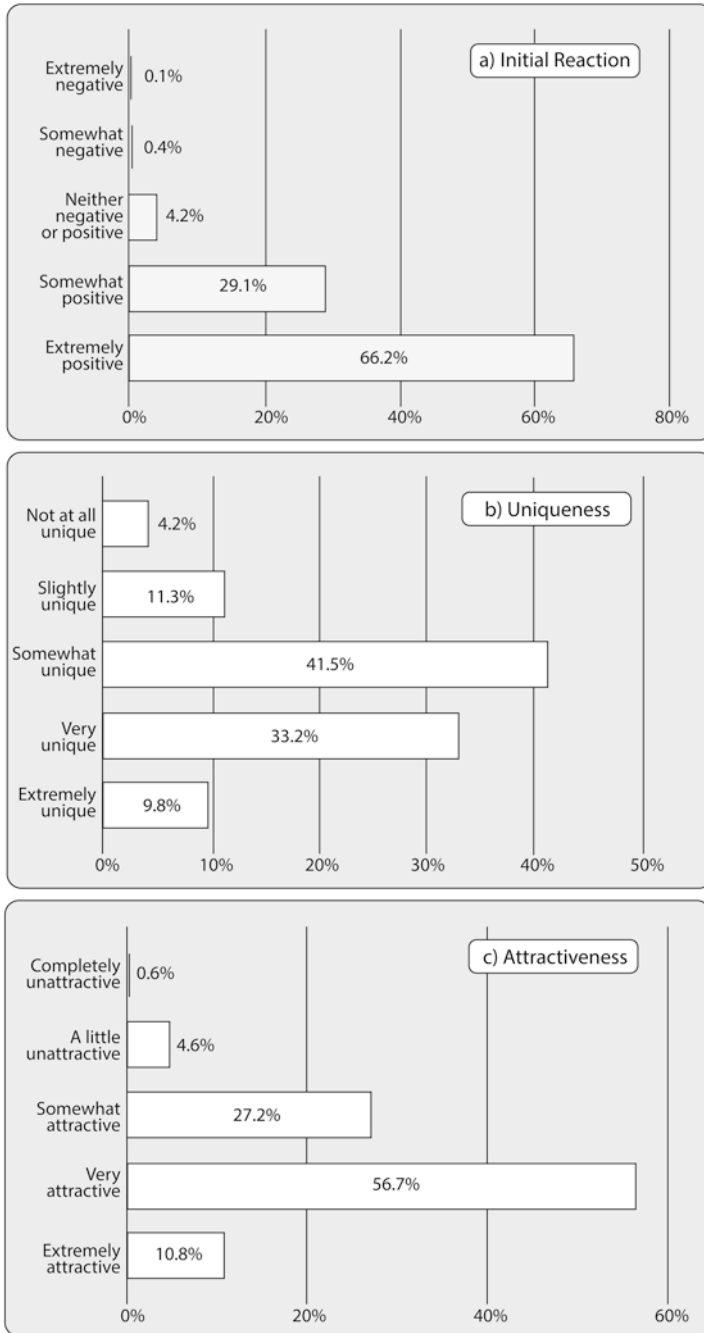 a) Initial Reaction
Extremely
negative
0.1%
Somewhat
negative
0.4%
Neither
negative
or positive
4.2%
Somewhat
positive
29.1%
Extremely
positive
66.2%
0% 20% 40% 60% 80%
b) Uniqueness
Not at all
unique
4.2%
Slightly
unique
11.3%
Somewhat
unique
41.5%
Very
unique
33.2%
Extremely
unique
9.8%
0% 10% 20% 30% 40% 50%
c) Attractiveness
Completely
unattractive
0.6%
A little
unattractive
4.6%
Somewhat
attractive
27.2%
Very
attractive
56.7%
Extremely
attractive
10.8%
0% 20% 40% 60%